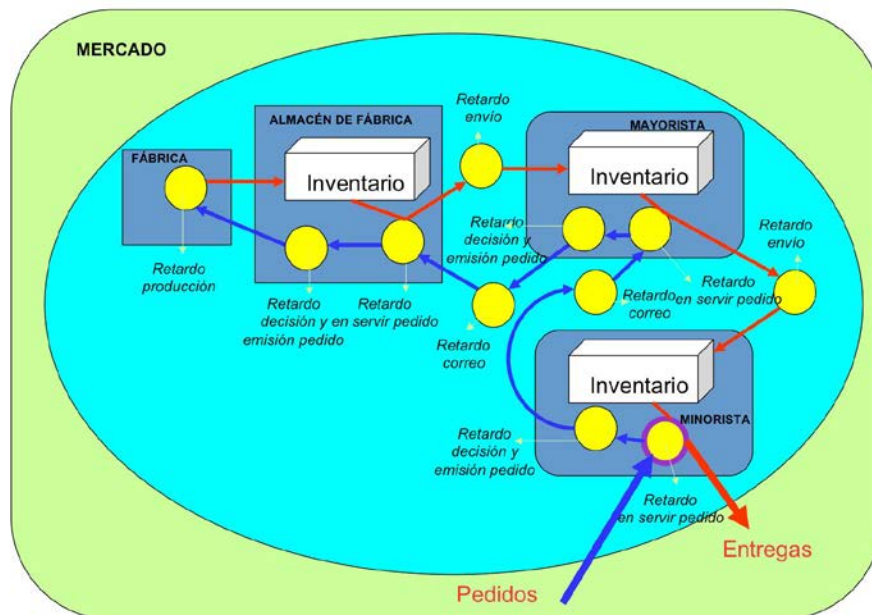 MERCADO
ALMACÉN DE FÁBRICA
Inventario
FÁBRICA
Retardo
producción
Retardo
decisión y
emisión pedido
Retardo
en servir pedido
Retardo
envío
Retardo
correo
MAYORISTA
Inventario
Retardo
decisión y
emisión pedido
Retardo
en servir pedido
Retardo
correo
Retardo
envío
Inventario
MINORISTA
Retardo
decisión y
emisión pedido
Retardo
en servir pedido
Entregas
Pedidos